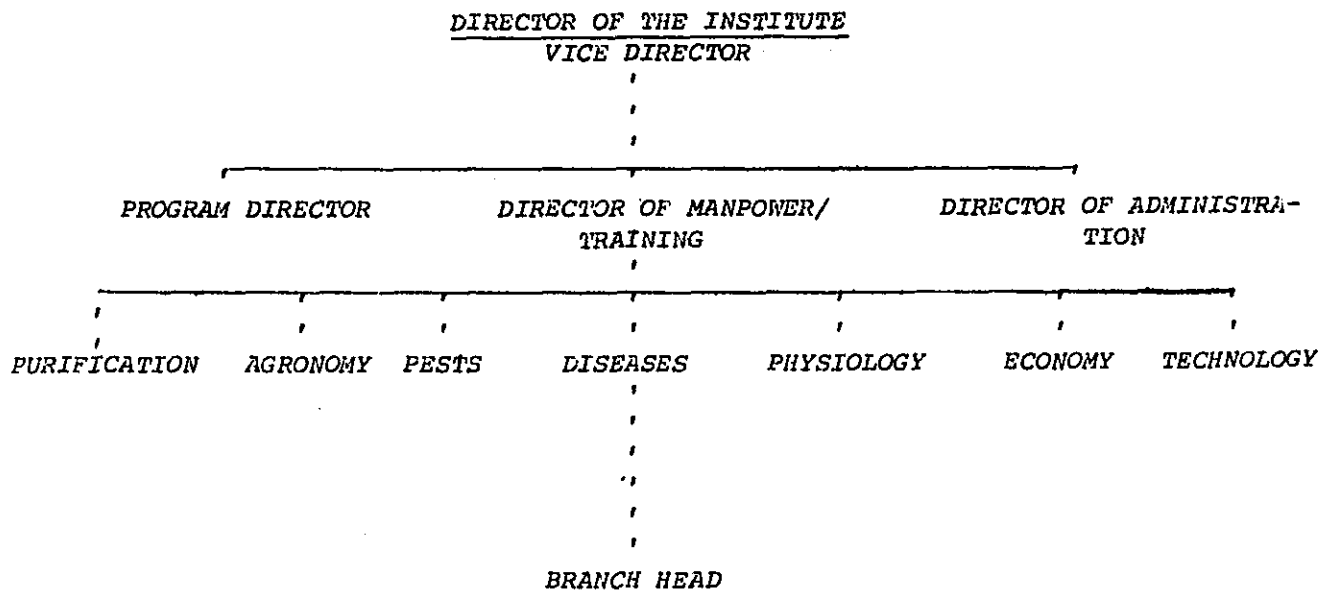 DIRECTOR OF THE INSTITUTE
VICE DIRECTOR
PROGRAM DIRECTOR DIRECTOR OF MANPOWER/ DIRECTOR OF ADMINISTRA-
TRAINING TION
PURIFICATION AGRONOMY PESTS DISEASES PHYSIOLOGY ECONOMY TECHNOLOGY
BRANCH HEAD